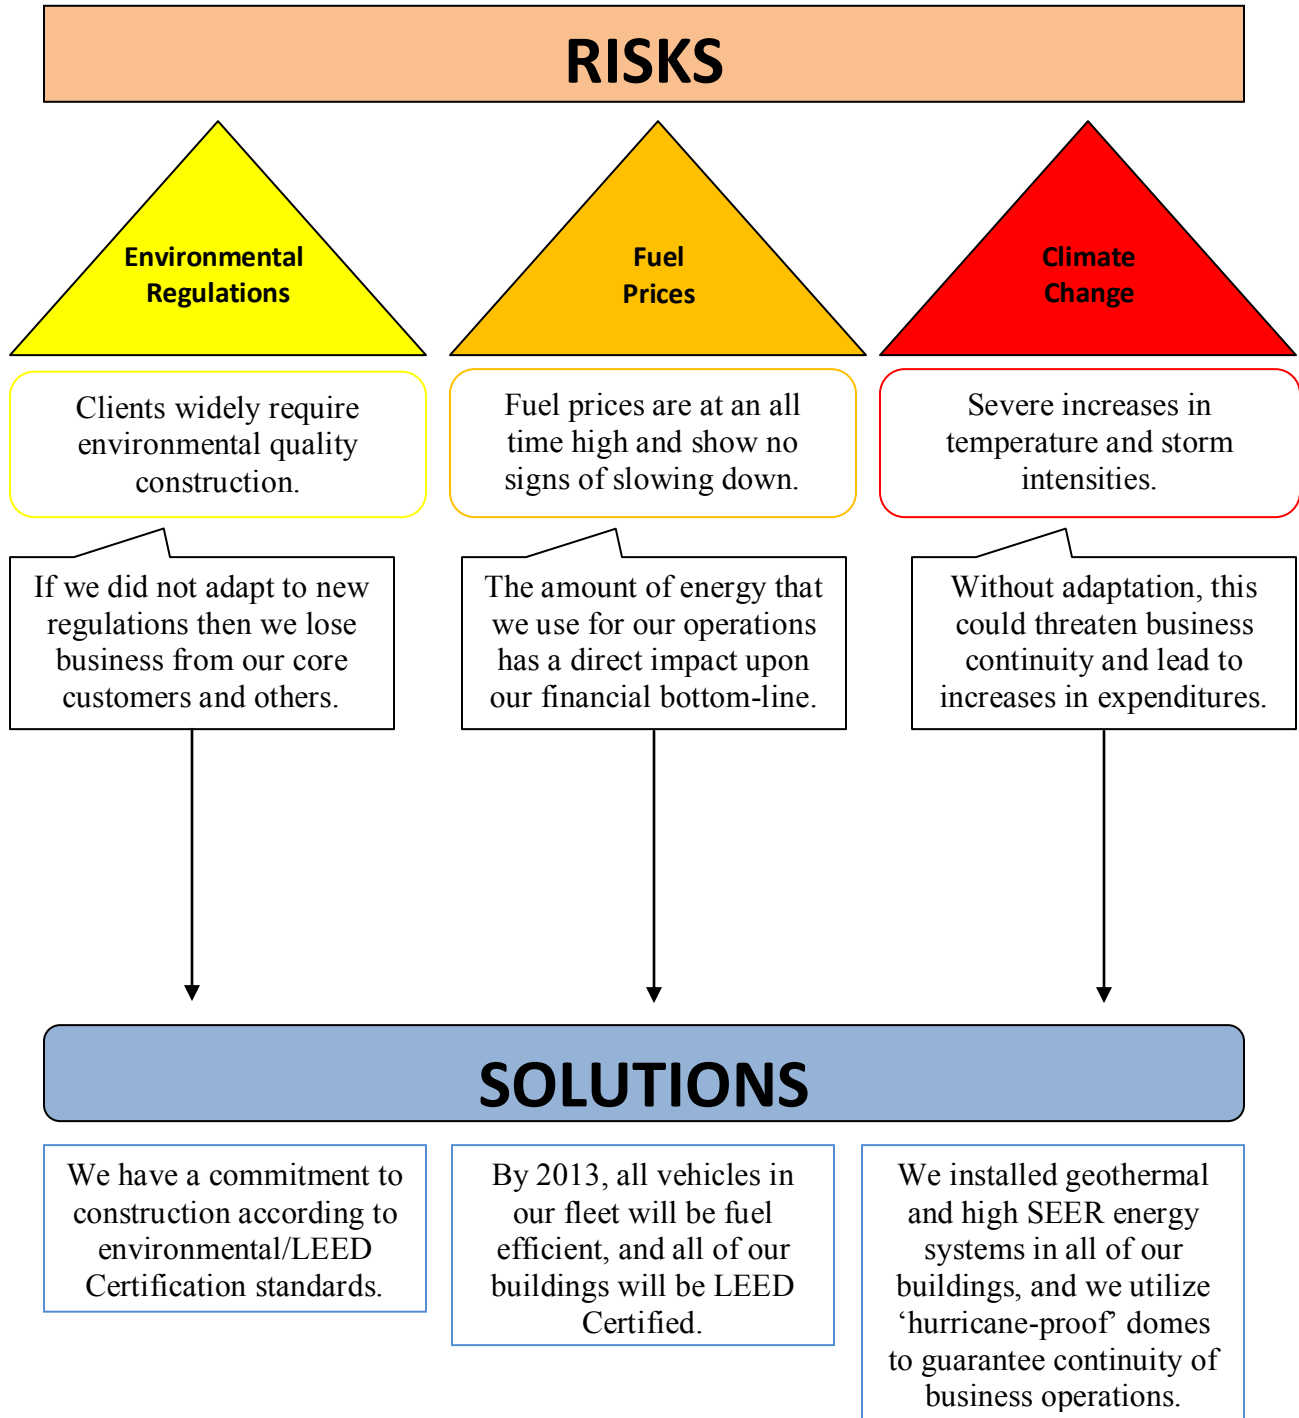 RISKS
Environmental
Regulations
Fuel
Prices
Climate
Change
Clients widely require
environmental quality
construction.
Fuel prices are at an all
time high and show no
signs of slowing down.
Severe increases in
temperature and storm
intensities.
If we did not adapt to new
regulations then we lose
business from our core
customers and others.
The amount of energy that
we use for our operations
has a direct impact upon
our financial bottom-line.
Without adaptation, this
could threaten business
continuity and lead to
increases in expenditures.
SOLUTIONS
We have a commitment to
construction according to
environmental/LEED
Certification standards.
By 2013, all vehicles in
our fleet will be fuel
efficient, and all of our
buildings will be LEED
Certified.
We installed geothermal
and high SEER energy
systems in all of our
buildings, and we utilize
‘hurricane-proof’ domes
to guarantee continuity of
business operations.